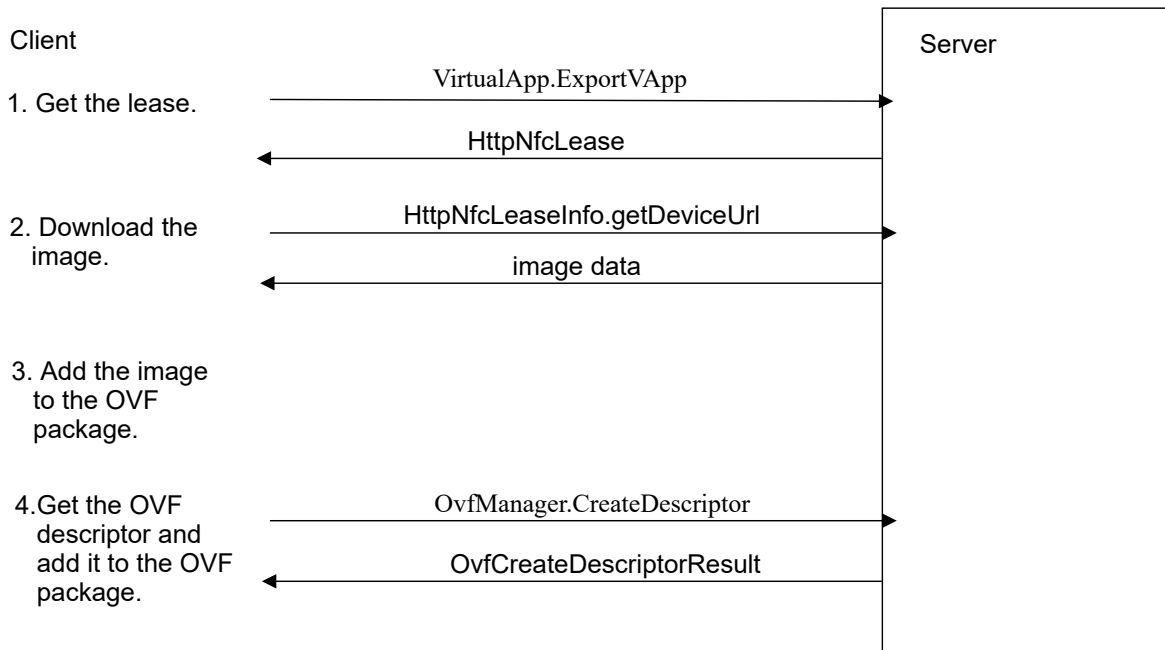 Client
Server
VirtualApp.ExportVApp
1. Get the lease.
HttpNfcLease
HttpNfcLeaseInfo.getDeviceUrl
2. Download the
image.
image data
3. Add the image
to the OVF
package.
4.Get the OVF
descriptor and
add it to the OVF
package.
OvfManager.CreateDescriptor
OvfCreateDescriptorResult